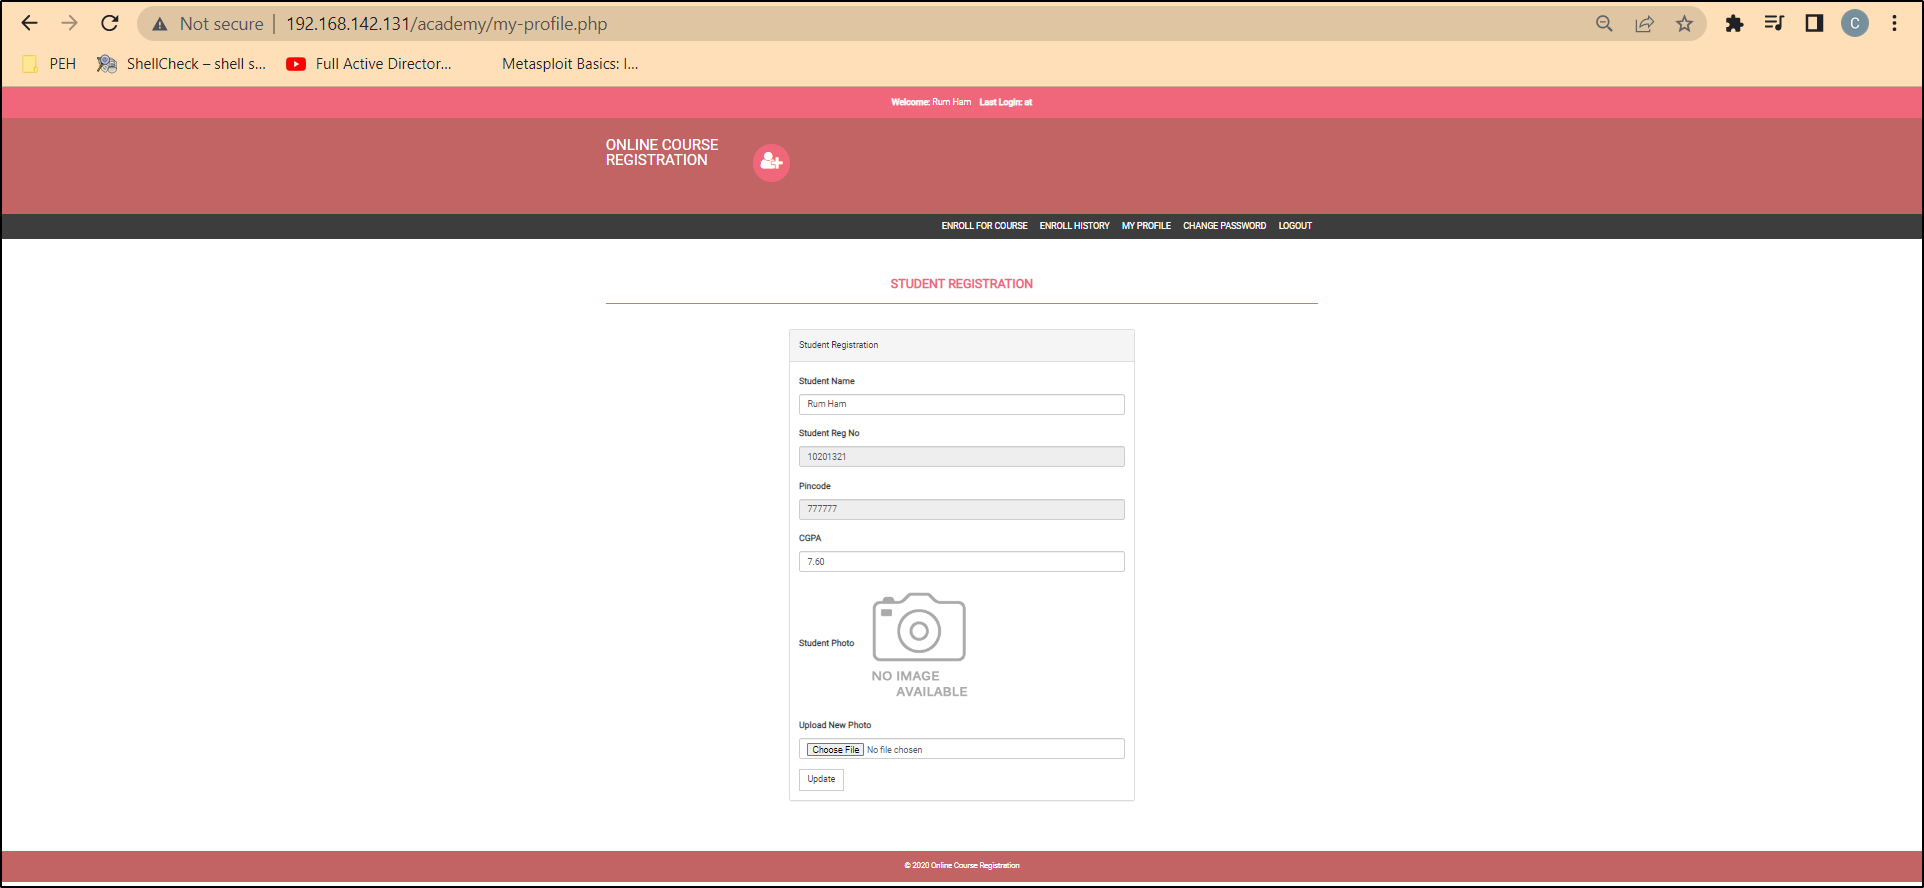 Not secure | 192.168.142.131/academy/my-profile.php
C
PEH ShellCheck – shell s... Full Active Director... Metasploit Basics: I...
Welcome: Rum Ham Last Login: at
ONLINE COURSE
REGISTRATION
ENROLL FOR COURSE ENROLL HISTORY MY PROFILE CHANGE PASSWORD LOGOUT
STUDENT REGISTRATION
Student Registration
Student Name
Rum Ham
Student Reg No
10201321
Pincode
777777
CGPA
7.60
Student Photo
NO IMAGE
AVAILABLE
Upload New Photo
Choose File No file chosen
Update
© 2020 Online Course Registration